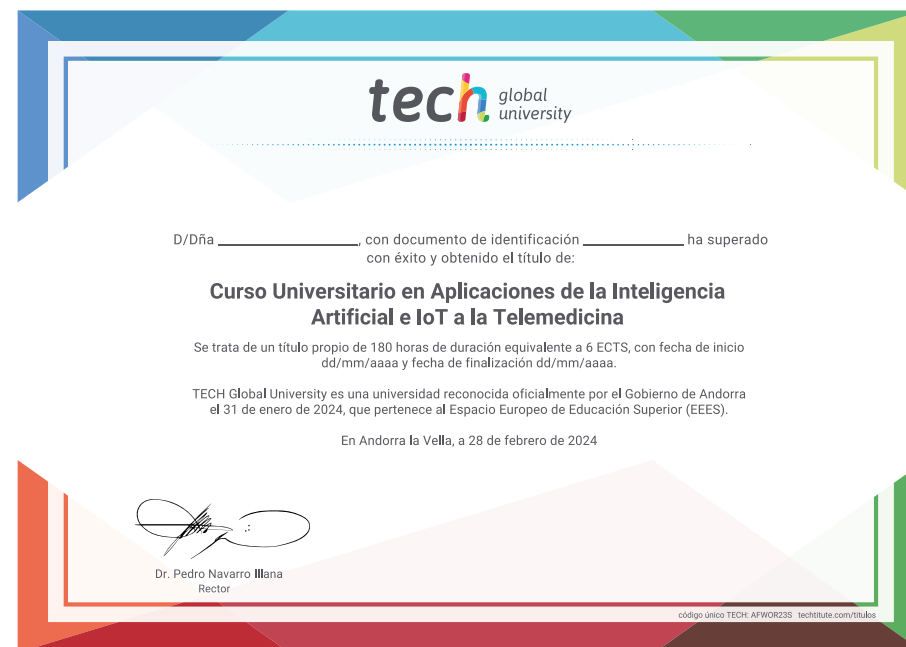 tech global university
D/Dña ____________________, con documento de identificación ______________ ha superado
con éxito y obtenido el título de:
Curso Universitario en Aplicaciones de la Inteligencia
Artificial e IoT a la Telemedicina
Se trata de un título propio de 180 horas de duración equivalente a 6 ECTS, con fecha de inicio
dd/mm/aaaa y fecha de finalización dd/mm/aaaa.
TECH Global University es una universidad reconocida oficialmente por el Gobierno de Andorra
el 31 de enero de 2024, que pertenece al Espacio Europeo de Educación Superior (EEES).
En Andorra la Vella, a 28 de febrero de 2024
Dr. Pedro Navarro Illana
Rector
código único TECH: AFWOR23S techtitute.com/titulos